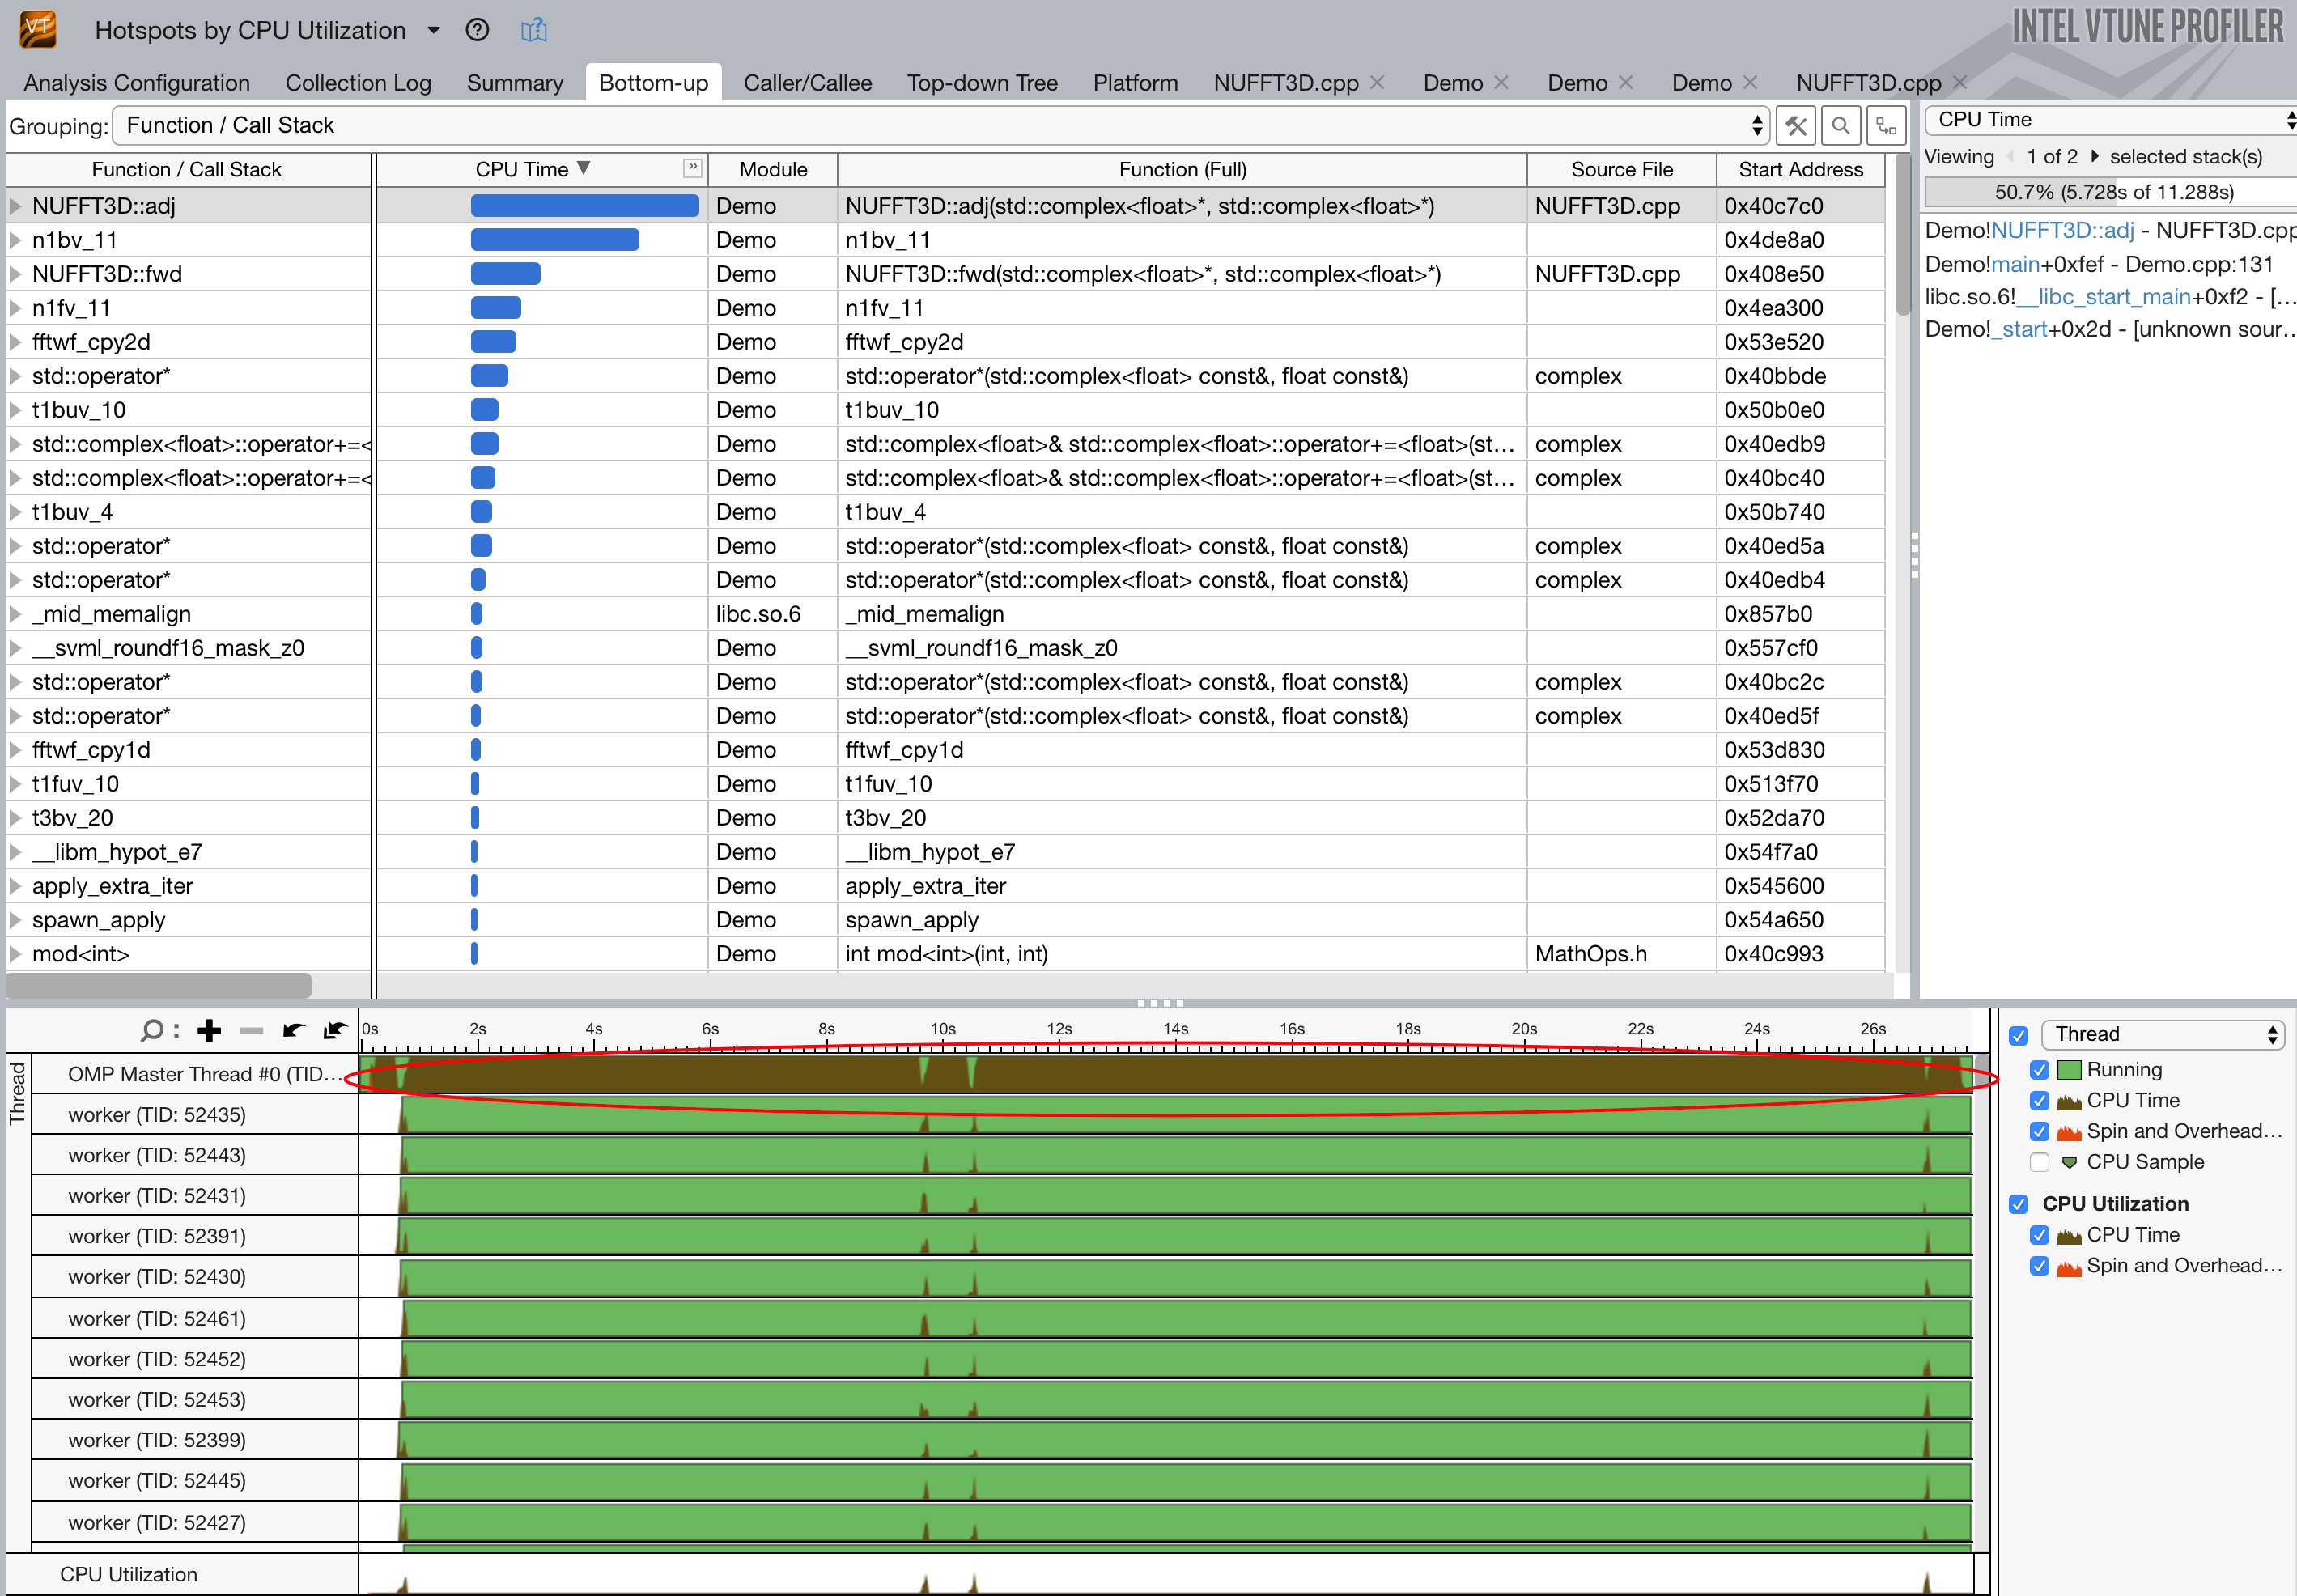 VT Hotspots by CPU Utilization ? ?
INTEL VTUNE PROFILER
Analysis Configuration Collection Log Summary Bottom-up Caller/Callee Top-down Tree Platform NUFFT3D.cpp × Demo × Demo × Demo × NUFFT3D.cpp ×
Grouping: Function / Call Stack
Function / Call Stack CPU Time ▼ » Module Function (Full) Source File Start Address
NUFFT3D::adj Demo NUFFT3D::adj(std::complex<float>*, std::complex<float>*) NUFFT3D.cpp 0x40c7c0
n1bv_11 Demo n1bv_11 0x4de8a0
NUFFT3D::fwd Demo NUFFT3D::fwd(std::complex<float>*, std::complex<float>*) NUFFT3D.cpp 0x408e50
n1fv_11 Demo n1fv_11 0x4ea300
fftwf_cpy2d Demo fftwf_cpy2d 0x53e520
std::operator* Demo std::operator*(std::complex<float> const&, float const&) complex 0x40bbde
t1buv_10 Demo t1buv_10 0x50b0e0
std::complex<float>::operator+=< Demo std::complex<float>& std::complex<float>::operator+=<float>(st... complex 0x40edb9
std::complex<float>::operator+=< Demo std::complex<float>& std::complex<float>::operator+=<float>(st... complex 0x40bc40
t1buv_4 Demo t1buv_4 0x50b740
std::operator* Demo std::operator*(std::complex<float> const&, float const&) complex 0x40ed5a
std::operator* Demo std::operator*(std::complex<float> const&, float const&) complex 0x40edb4
_mid_memalign libc.so.6 _mid_memalign 0x857b0
__svml_roundf16_mask_z0 Demo __svml_roundf16_mask_z0 0x557cf0
std::operator* Demo std::operator*(std::complex<float> const&, float const&) complex 0x40bc2c
std::operator* Demo std::operator*(std::complex<float> const&, float const&) complex 0x40ed5f
fftwf_cpy1d Demo fftwf_cpy1d 0x53d830
t1fuv_10 Demo t1fuv_10 0x513f70
t3bv_20 Demo t3bv_20 0x52da70
__libm_hypot_e7 Demo __libm_hypot_e7 0x54f7a0
apply_extra_iter Demo apply_extra_iter 0x545600
spawn_apply Demo spawn_apply 0x54a650
mod<int> Demo int mod<int>(int, int) MathOps.h 0x40c993
CPU Time
Viewing 1 of 2 selected stack(s)
50.7% (5.728s of 11.288s)
Demo!NUFFT3D::adj - NUFFT3D.cpp
Demo!main+0xfef - Demo.cpp:131
libc.so.6!__libc_start_main+0xf2 - [...
Demo!_start+0x2d - [unknown sour...
0s 2s 4s 6s 8s 10s 12s 14s 16s 18s 20s 22s 24s 26s
Thread
OMP Master Thread #0 (TID...
worker (TID: 52435)
worker (TID: 52443)
worker (TID: 52431)
worker (TID: 52391)
worker (TID: 52430)
worker (TID: 52461)
worker (TID: 52452)
worker (TID: 52453)
worker (TID: 52399)
worker (TID: 52445)
worker (TID: 52427)
CPU Utilization
Thread
Running
CPU Time
Spin and Overhead...
CPU Sample
CPU Utilization
CPU Time
Spin and Overhead...